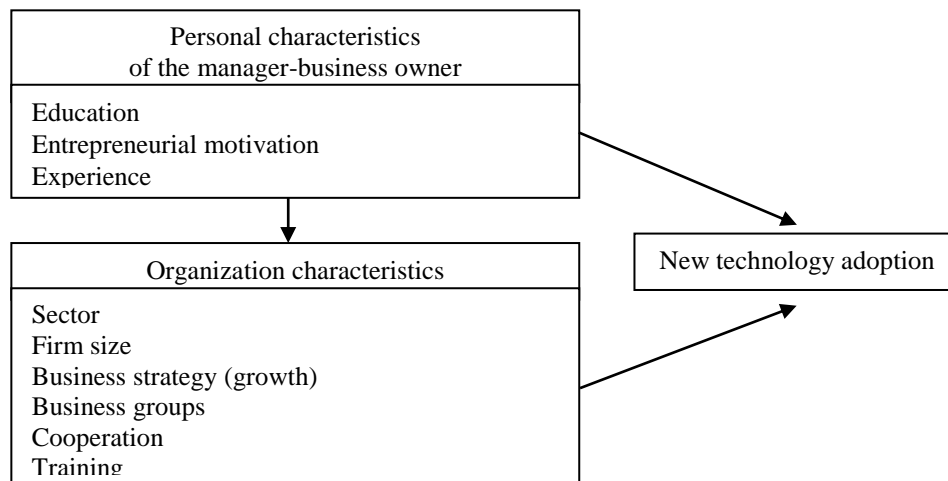 Personal characteristics
of the manager-business owner
Education
Entrepreneurial motivation
Experience
Organization characteristics
Sector
Firm size
Business strategy (growth)
Business groups
Cooperation
Training
New technology adoption